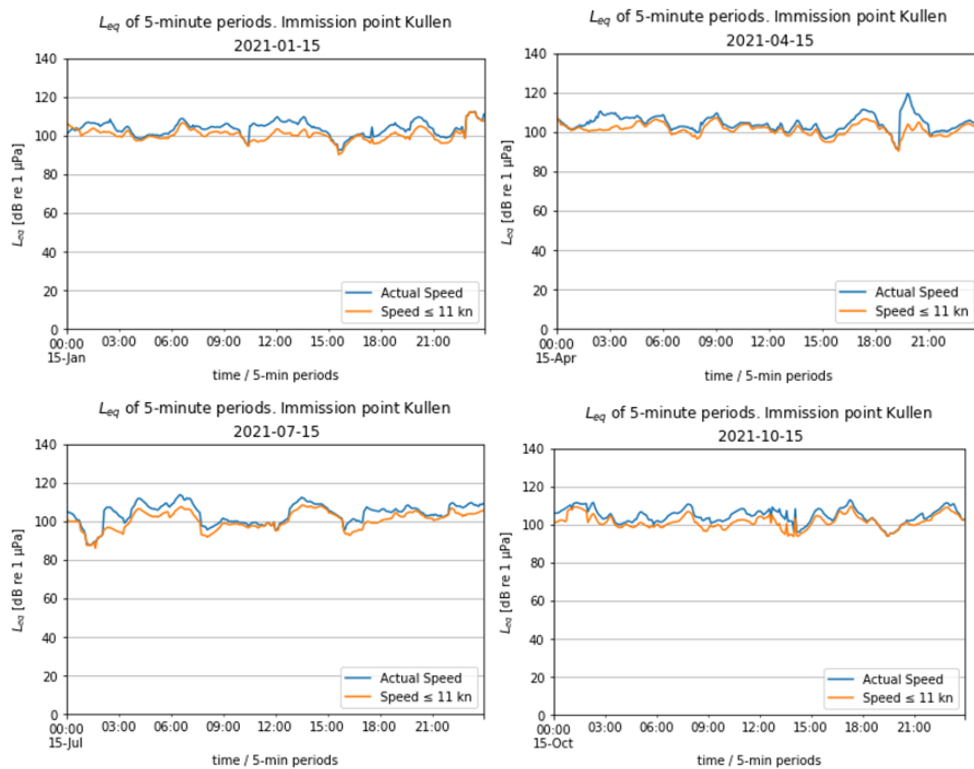 L_eq of 5-minute periods. Immission point Kullen
2021-01-15
140
120
100
80
60
40
20
0
L_eq [dB re 1 µPa]
Actual Speed
Speed ≤ 11 kn
00:00 03:00 06:00 09:00 12:00 15:00 18:00 21:00
15-Jan
time / 5-min periods
L_eq of 5-minute periods. Immission point Kullen
2021-04-15
140
120
100
80
60
40
20
0
L_eq [dB re 1 µPa]
Actual Speed
Speed ≤ 11 kn
00:00 03:00 06:00 09:00 12:00 15:00 18:00 21:00
15-Apr
time / 5-min periods
L_eq of 5-minute periods. Immission point Kullen
2021-07-15
140
120
100
80
60
40
20
0
L_eq [dB re 1 µPa]
Actual Speed
Speed ≤ 11 kn
00:00 03:00 06:00 09:00 12:00 15:00 18:00 21:00
15-Jul
time / 5-min periods
L_eq of 5-minute periods. Immission point Kullen
2021-10-15
140
120
100
80
60
40
20
0
L_eq [dB re 1 µPa]
Actual Speed
Speed ≤ 11 kn
00:00 03:00 06:00 09:00 12:00 15:00 18:00 21:00
15-Oct
time / 5-min periods